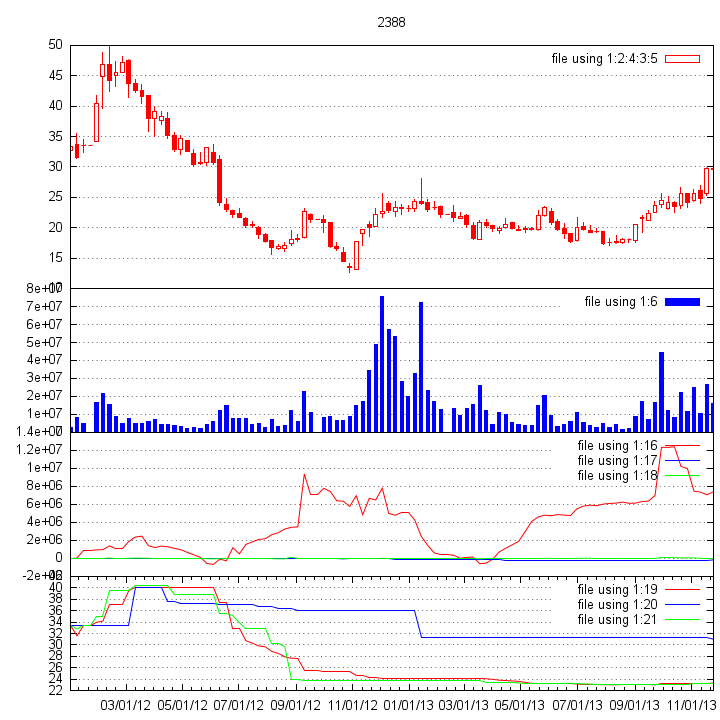 2388
50
file using 1:2:4:3:5
45
40
35
30
25
20
15
10
8e+07
file using 1:6
7e+07
6e+07
5e+07
4e+07
3e+07
2e+07
1e+07
0
1.4e+07
file using 1:16
1.2e+07
file using 1:17
1e+07
file using 1:18
8e+06
6e+06
4e+06
2e+06
0
-2e+06
42
40
file using 1:19
38
file using 1:20
36
file using 1:21
34
32
30
28
26
24
22
03/01/12 05/01/12 07/01/12 09/01/12 11/01/12 01/01/13 03/01/13 05/01/13 07/01/13 09/01/13 11/01/13